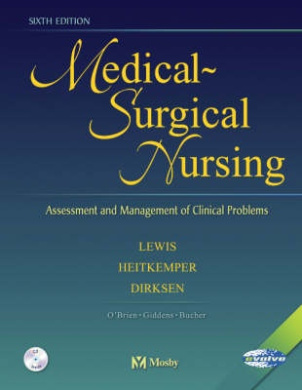 SIXTH EDITION
Medical-
Surgical
Nursing
Assessment and Management of Clinical Problems
LEWIS
HEITKEMPER
DIRKSEN
O'Brien • Giddens • Bucher
M Mosby
evolve